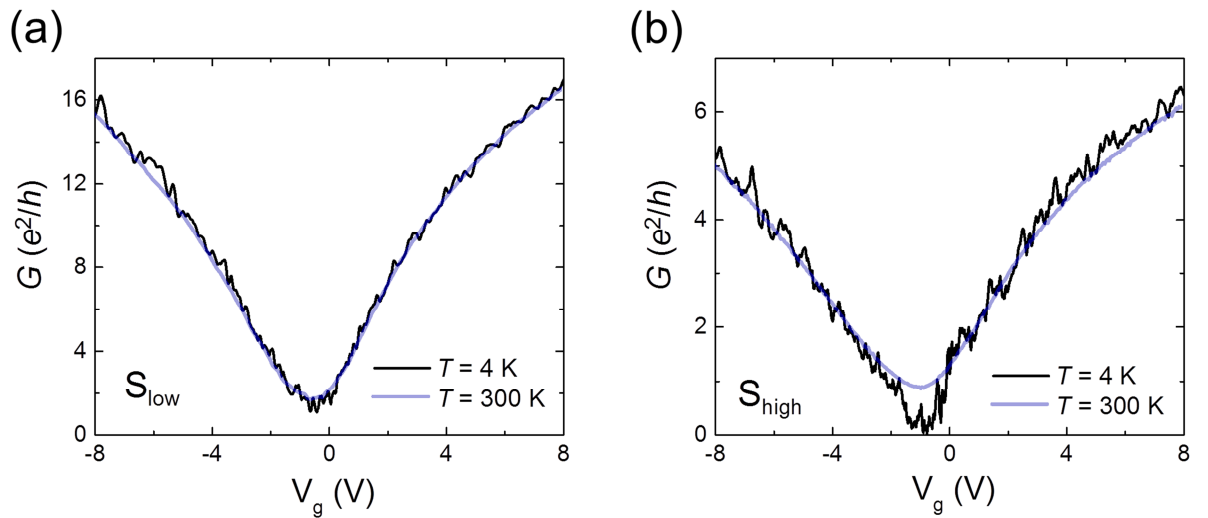 (a)
16
12
8
4
0
G (e²/h)
S_low
T = 4 K
T = 300 K
-8 -4 0 4 8
V_g (V)
(b)
6
4
2
0
G (e²/h)
S_high
T = 4 K
T = 300 K
-8 -4 0 4 8
V_g (V)